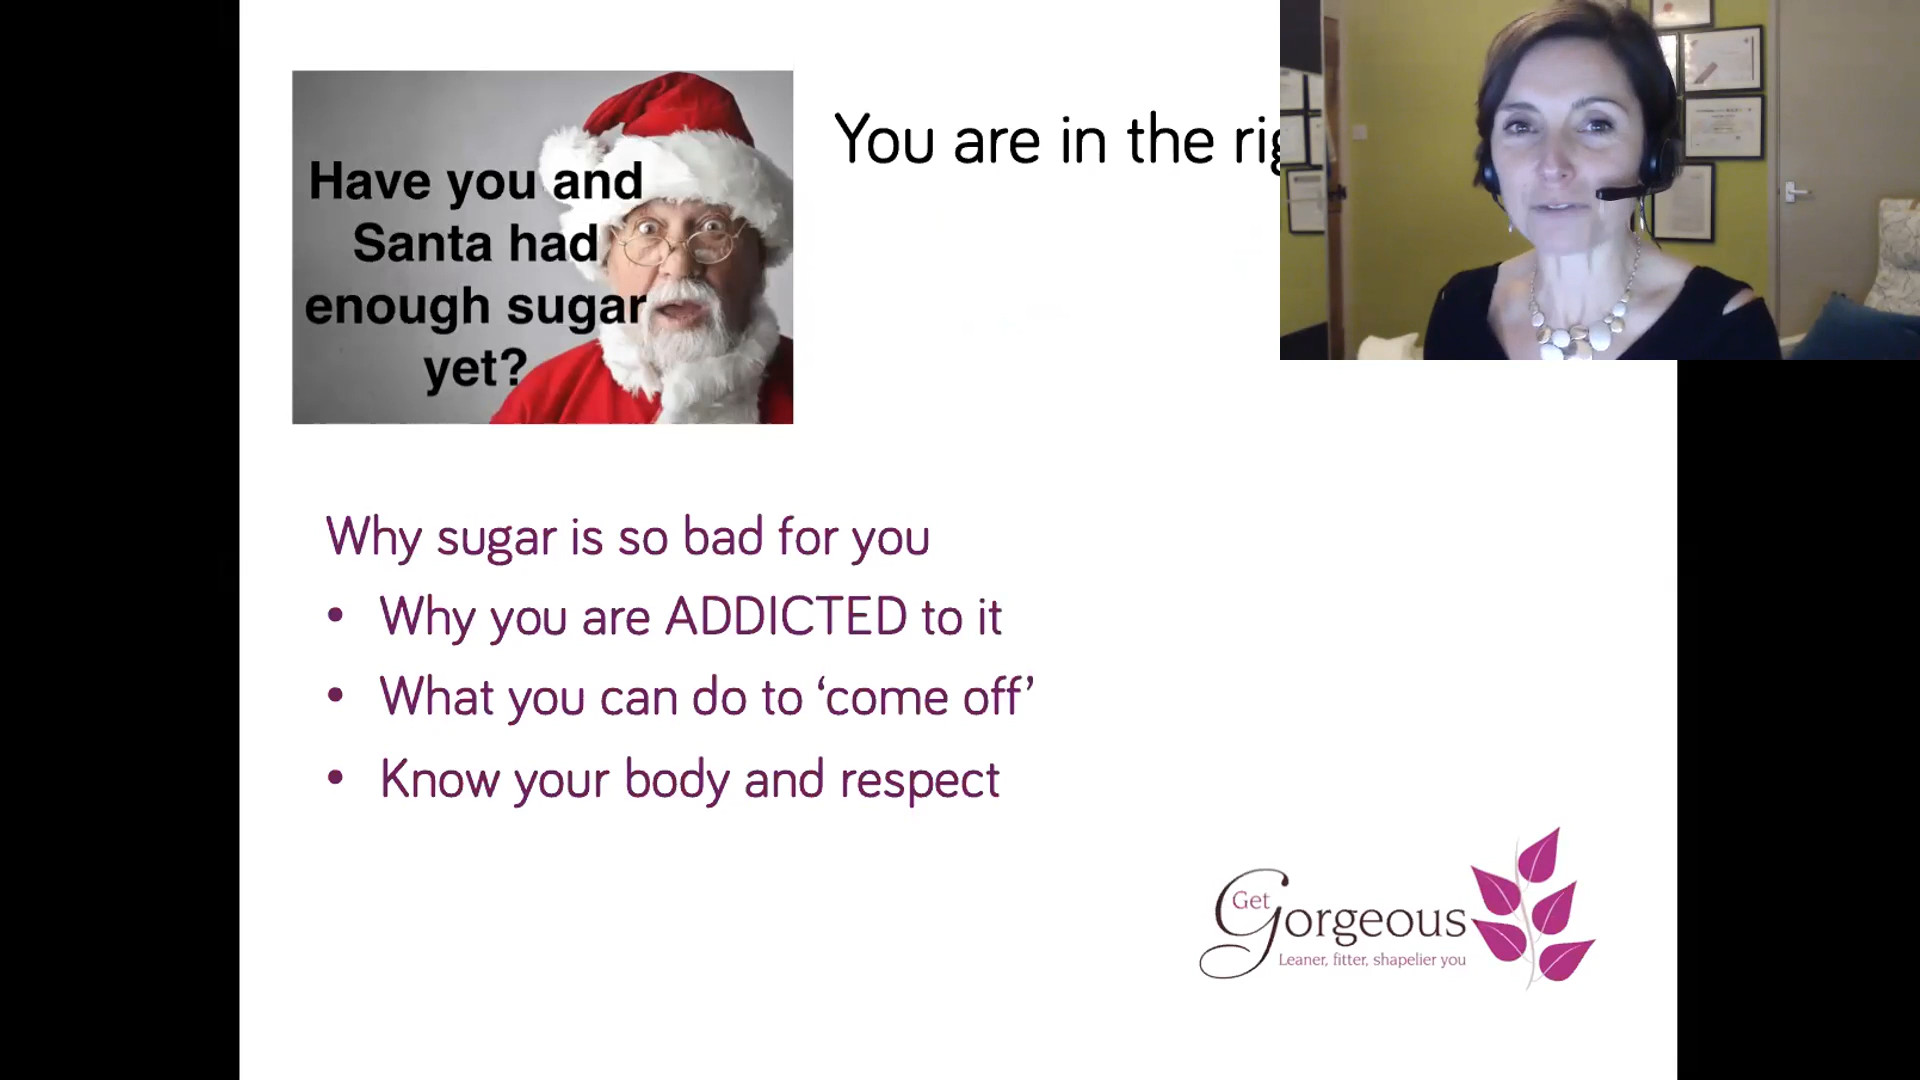 Have you and
Santa had
enough sugar
yet?
You are in the
Why sugar is so bad for you
• Why you are ADDICTED to it
• What you can do to ‘come off’
• Know your body and respect
Get Gorgeous
Leaner, fitter, shapelier you